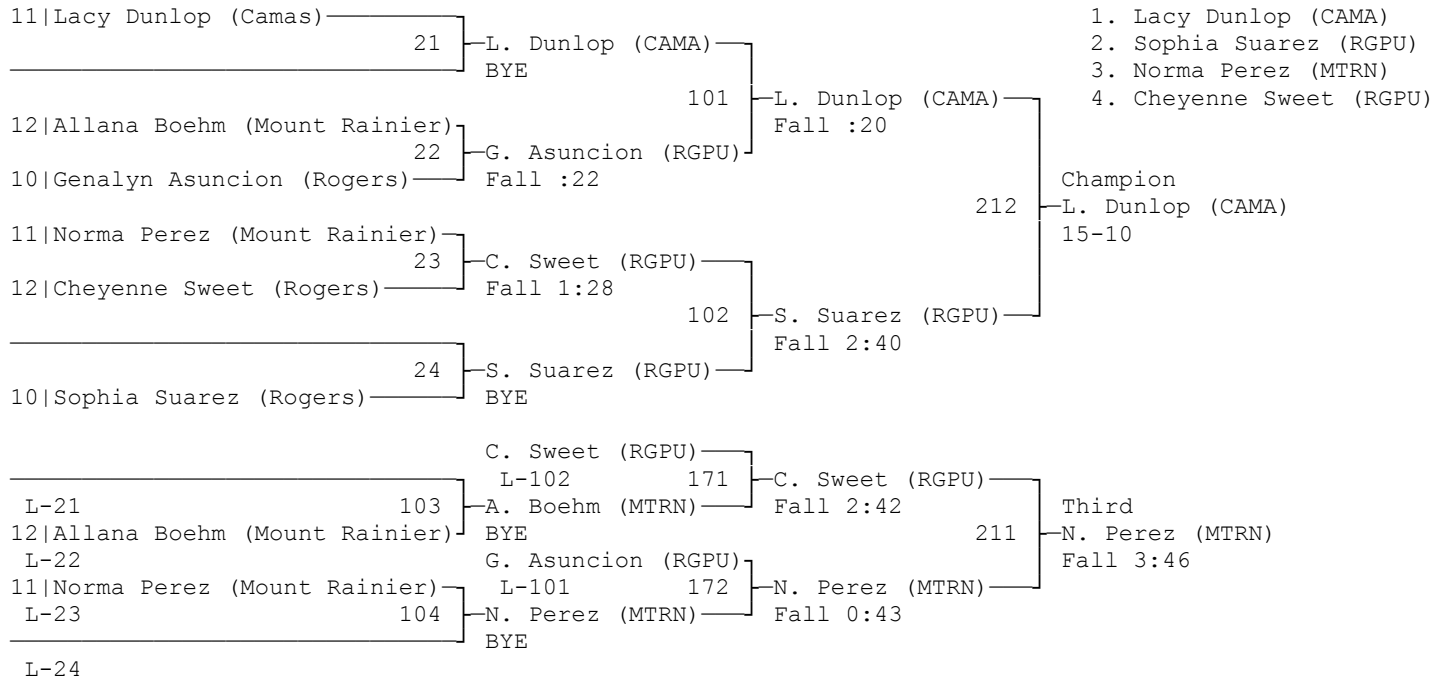 11|Lacy Dunlop (Camas) 1. Lacy Dunlop (CAMA)
21 L. Dunlop (CAMA) 2. Sophia Suarez (RGPU)
BYE 3. Norma Perez (MTRN)
101 L. Dunlop (CAMA) 4. Cheyenne Sweet (RGPU)
12|Allana Boehm (Mount Rainier) Fall :20
22 G. Asuncion (RGPU)
10|Genalyn Asuncion (Rogers) Fall :22 Champion
212 L. Dunlop (CAMA)
11|Norma Perez (Mount Rainier) 15-10
23 C. Sweet (RGPU)
12|Cheyenne Sweet (Rogers) Fall 1:28
102 S. Suarez (RGPU)
Fall 2:40
24 S. Suarez (RGPU)
10|Sophia Suarez (Rogers) BYE
C. Sweet (RGPU)
L-102 171 C. Sweet (RGPU)
L-21 103 A. Boehm (MTRN) Fall 2:42 Third
12|Allana Boehm (Mount Rainier) BYE 211 N. Perez (MTRN)
L-22 G. Asuncion (RGPU) Fall 3:46
11|Norma Perez (Mount Rainier) L-101 172 N. Perez (MTRN)
L-23 104 N. Perez (MTRN) Fall 0:43
BYE
L-24